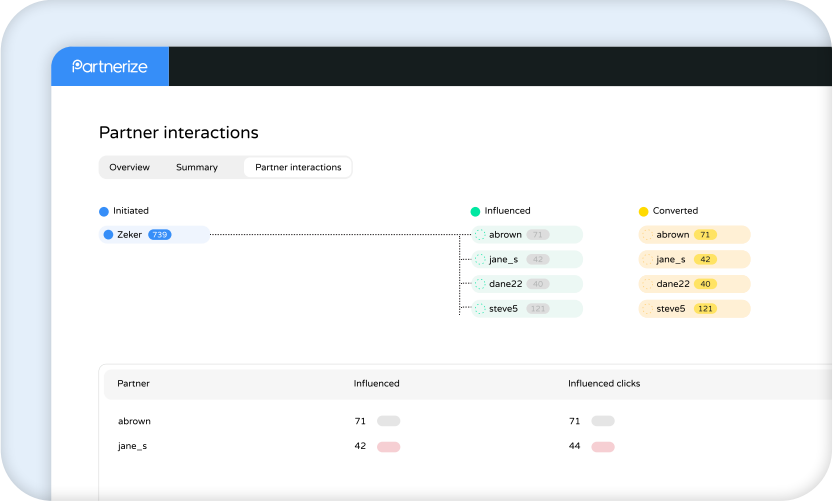 Partnerize
Partner interactions
Overview Summary Partner interactions
Initiated Influenced Converted
Zeker 739 abrown 71 abrown 71
jane_s 42 jane_s 42
dane22 40 dane22 40
steve5 121 steve5 121
Partner Influenced Influenced clicks
abrown 71 71
jane_s 42 44